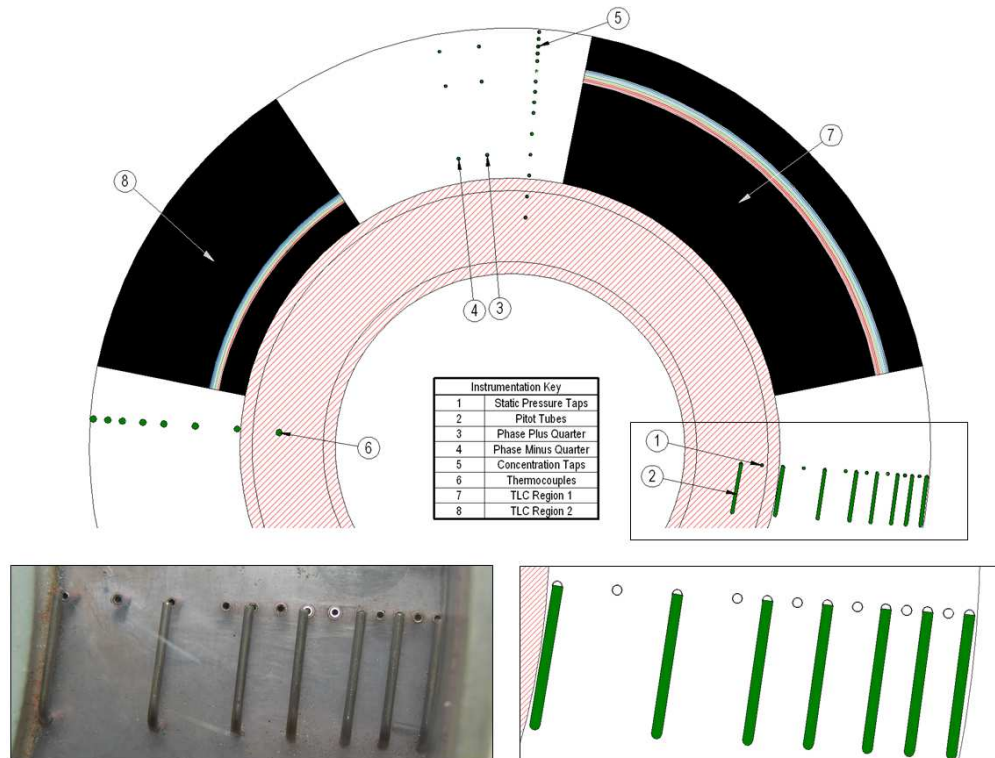 5
7
8
4
3
Instrumentation Key
1 Static Pressure Taps
2 Pitot Tubes
3 Phase Plus Quarter
4 Phase Minus Quarter
5 Concentration Taps
6 Thermocouples
7 TLC Region 1
8 TLC Region 2
6
1
2